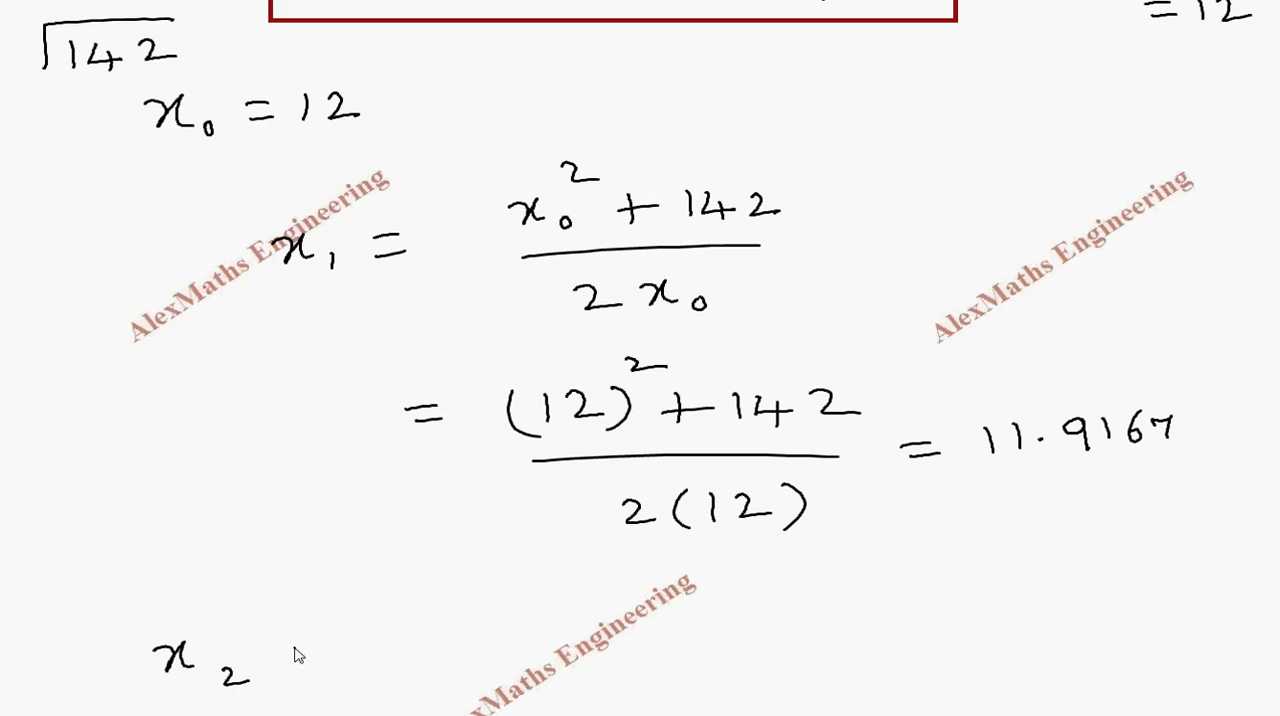 = 12
√142
x₀ = 12
x₁ = (x₀² + 142) / (2x₀)
= ((12)² + 142) / (2(12)) = 11.9167
x₂
AlexMaths Engineering
AlexMaths Engineering
AlexMaths Engineering